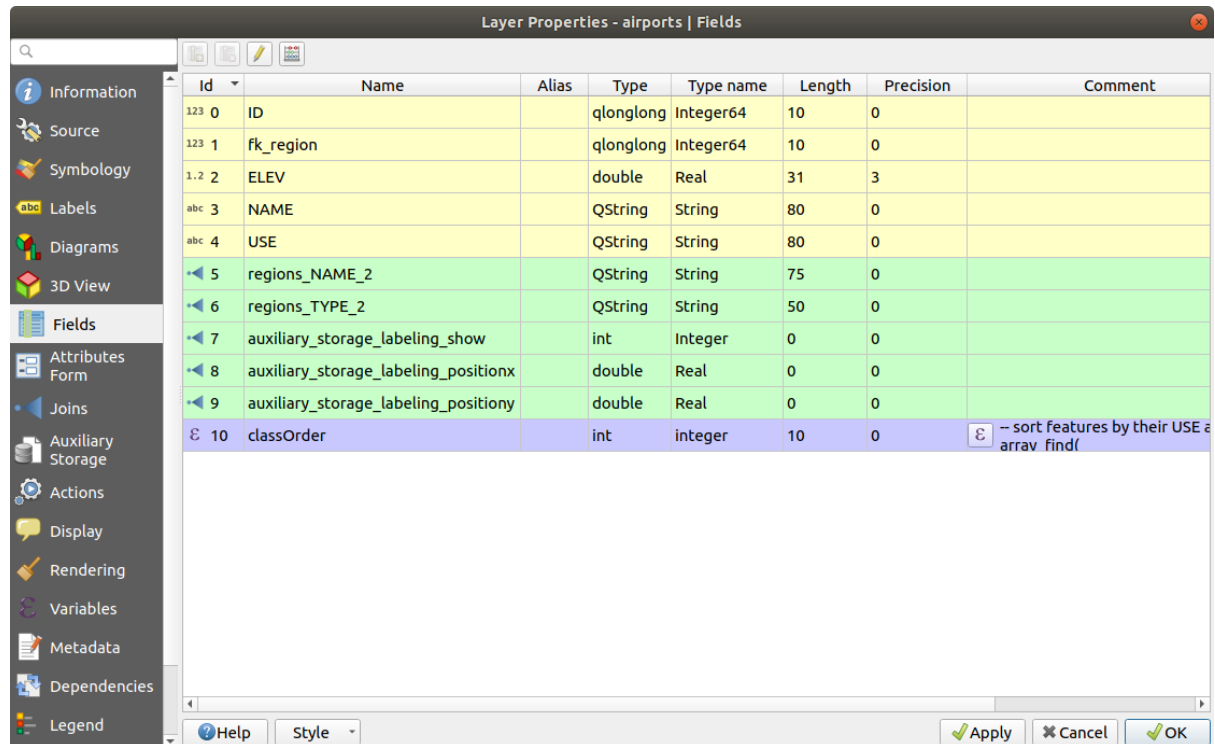 Layer Properties - airports | Fields
Information
Source
Symbology
abc Labels
Diagrams
3D View
Fields
Attributes
Form
Joins
Auxiliary
Storage
Actions
Display
Rendering
ε Variables
Metadata
Dependencies
Legend
Id Name Alias Type Type name Length Precision Comment
123 0 ID qlonglong Integer64 10 0
123 1 fk_region qlonglong Integer64 10 0
1.2 2 ELEV double Real 31 3
abc 3 NAME QString String 80 0
abc 4 USE QString String 80 0
5 regions_NAME_2 QString String 75 0
6 regions_TYPE_2 QString String 50 0
7 auxiliary_storage_labeling_show int Integer 0 0
8 auxiliary_storage_labeling_positionx double Real 0 0
9 auxiliary_storage_labeling_positiony double Real 0 0
ε 10 classOrder int integer 10 0 ε -- sort features by their USE a
array_find(
Help Style Apply Cancel OK